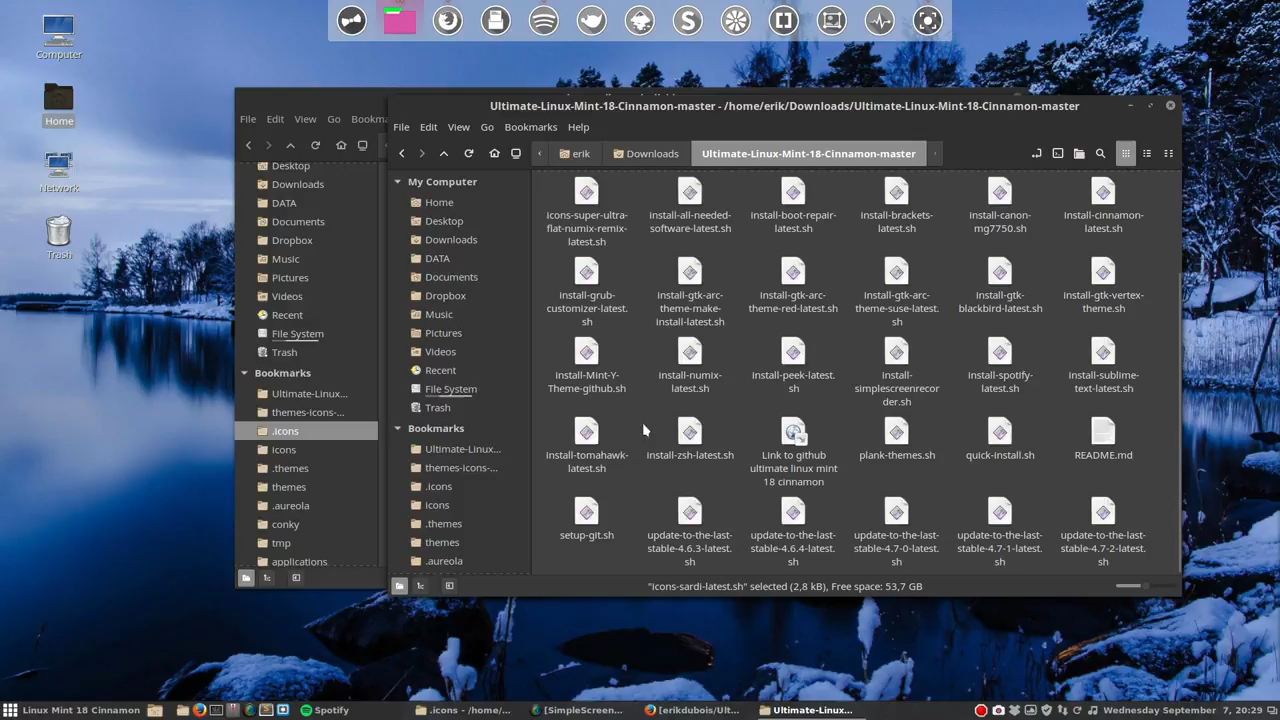 Computer
Home
Network
Trash
File Edit View Go Bookma
Desktop
Downloads
DATA
Documents
Dropbox
Music
Pictures
Videos
Recent
File System
Trash
Bookmarks
Ultimate-Linux...
themes-icons-...
.icons
icons
.themes
themes
.aureola
conky
tmp
applications
Ultimate-Linux-Mint-18-Cinnamon-master - /home/erik/Downloads/Ultimate-Linux-Mint-18-Cinnamon-master
File Edit View Go Bookmarks Help
erik Downloads Ultimate-Linux-Mint-18-Cinnamon-master
My Computer
Home
Desktop
Downloads
DATA
Documents
Dropbox
Music
Pictures
Videos
Recent
File System
Trash
Bookmarks
Ultimate-Linux...
themes-icons-...
.icons
icons
.themes
themes
.aureola
icons-super-ultra-
flat-numix-remix-
latest.sh
install-all-needed-
software-latest.sh
install-boot-repair-
latest.sh
install-brackets-
latest.sh
install-canon-
mg7750.sh
install-cinnamon-
latest.sh
install-grub-
customizer-latest.
sh
install-gtk-arc-
theme-make-
install-latest.sh
install-gtk-arc-
theme-red-latest.sh
install-gtk-arc-
theme-suse-latest.
sh
install-gtk-
blackbird-latest.sh
install-gtk-vertex-
theme.sh
install-Mint-Y-
Theme-github.sh
install-numix-
latest.sh
install-peek-latest.
sh
install-
simplescreenrecor
der.sh
install-spotify-
latest.sh
install-sublime-
text-latest.sh
install-tomahawk-
latest.sh
install-zsh-latest.sh
Link to github
ultimate linux mint
18 cinnamon
plank-themes.sh
quick-install.sh
README.md
setup-git.sh
update-to-the-last-
stable-4.6.3-latest.
sh
update-to-the-last-
stable-4.6.4-latest.
sh
update-to-the-last-
stable-4.7-0-latest.
sh
update-to-the-last-
stable-4.7-1-latest.
sh
update-to-the-last-
stable-4.7-2-latest.
sh
"icons-sardi-latest.sh" selected (2,8 kB), Free space: 53,7 GB
Linux Mint 18 Cinnamon
Spotify
.icons - /home/...
[SimpleScreen...
[erikdubois/Ult...
Ultimate-Linux...
Wednesday September 7, 20:29